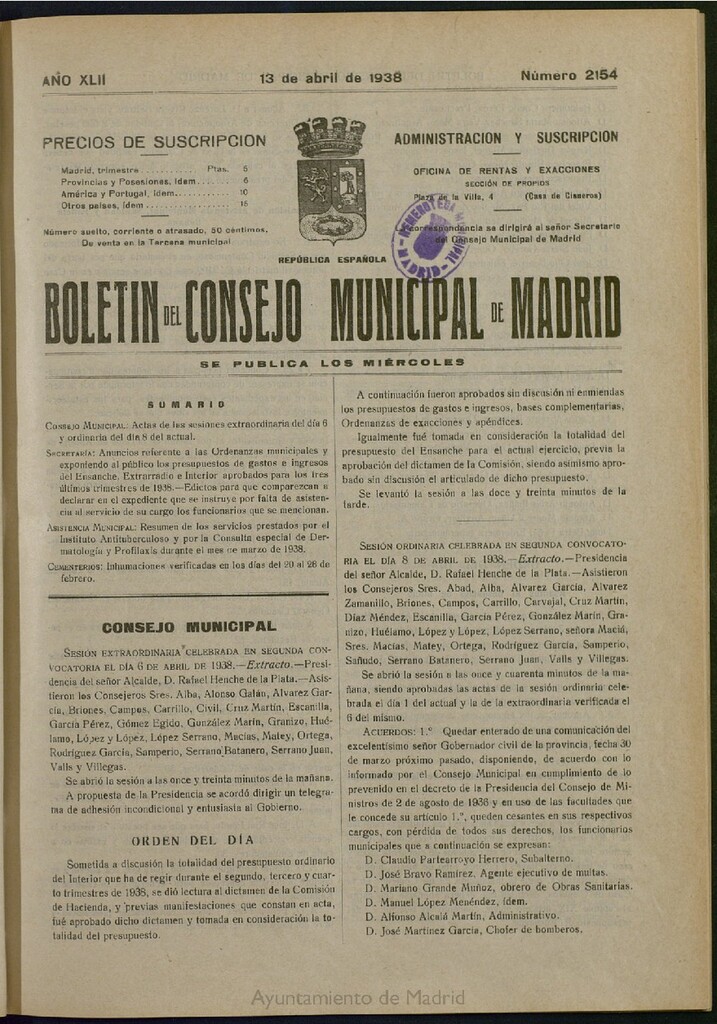 AÑO XLII
13 de abril de 1938
Número 2154
PRECIOS DE SUSCRIPCION
Madrid, trimestre ........... Ptas. 5
Provincias y Posesiones, ídem...... 6
América y Portugal, ídem........... 10
Otros países, ídem ................ 15
Número suelto, corriente o atrasado, 50 céntimos.
De venta en la Tercena municipal
ADMINISTRACION Y SUSCRIPCION
OFICINA DE RENTAS Y EXACCIONES
SECCIÓN DE PROPIOS
Plaza de la Villa, 4 (Casa de Cisneros)
La correspondencia se dirigirá al señor Secretario
del Consejo Municipal de Madrid
HEMEROTECA MUNICIPAL
MADRID
REPÚBLICA ESPAÑOLA
BOLETIN DEL CONSEJO MUNICIPAL DE MADRID
SE PUBLICA LOS MIÉRCOLES
SUMARIO
CONSEJO MUNICIPAL: Actas de las sesiones extraordinaria del día 6
y ordinaria del día 8 del actual.
SECRETARÍA: Anuncios referente a las Ordenanzas municipales y
exponiendo al público los presupuestos de gastos e ingresos
del Ensanche, Extrarradio e Interior aprobados para los tres
últimos trimestres de 1938.—Edictos para que comparezcan a
declarar en el expediente que se instruye por falta de asisten-
cia al servicio de su cargo los funcionarios que se mencionan.
ASISTENCIA MUNICIPAL: Resumen de los servicios prestados por el
Instituto Antituberculoso y por la Consulta especial de Der-
matología y Profilaxis durante el mes de marzo de 1938.
CEMENTERIOS: Inhumaciones verificadas en los días del 20 al 26 de
febrero.
CONSEJO MUNICIPAL
SESIÓN EXTRAORDINARIA CELEBRADA EN SEGUNDA CON-
VOCATORIA EL DÍA 6 DE ABRIL DE 1938.—Extracto.—Presi-
dencia del señor Alcalde, D. Rafael Henche de la Plata.—Asis-
tieron los Consejeros Sres. Alba, Alonso Galán, Alvarez Gar-
cía, Briones, Campos, Carrillo, Civil, Cruz Martín, Escanilla,
García Pérez, Gómez Egido, González Marín, Granizo, Hué-
lamo, López y López, López Serrano, Macías, Matey, Ortega,
Rodríguez García, Samperio, Serrano Batanero, Serrano Juan,
Valls y Villegas.
Se abrió la sesión a las once y treinta minutos de la mañana.
A propuesta de la Presidencia se acordó dirigir un telegra-
ma de adhesión incondicional y entusiasta al Gobierno.
ORDEN DEL DÍA
Sometida a discusión la totalidad del presupuesto ordinario
del Interior que ha de regir durante el segundo, tercero y cuar-
to trimestres de 1938, se dió lectura al dictamen de la Comisión
de Hacienda, y previas manifestaciones que constan en acta,
fué aprobado dicho dictamen y tomada en consideración la to-
talidad del presupuesto.
A continuación fueron aprobados sin discusión ni enmiendas
los presupuestos de gastos e ingresos, bases complementarias,
Ordenanzas de exacciones y apéndices.
Igualmente fué tomada en consideración la totalidad del
presupuesto del Ensanche para el actual ejercicio, previa la
aprobación del dictamen de la Comisión, siendo asimismo apro-
bado sin discusión el articulado de dicho presupuesto.
Se levantó la sesión a las doce y treinta minutos de la
tarde.
SESIÓN ORDINARIA CELEBRADA EN SEGUNDA CONVOCATO-
RIA EL DÍA 8 DE ABRIL DE 1938.—Extracto.—Presidencia
del señor Alcalde, D. Rafael Henche de la Plata.—Asistieron
los Consejeros Sres. Abad, Alba, Alvarez García, Alvarez
Zamanillo, Briones, Campos, Carrillo, Carvajal, Cruz Martín,
Díaz Méndez, Escanilla, García Pérez, González Marín, Gra-
nizo, Huélamo, López y López, López Serrano, señora Maciá,
Sres. Macías, Matey, Ortega, Rodríguez García, Samperio,
Sañudo, Serrano Batanero, Serrano Juan, Valls y Villegas.
Se abrió la sesión a las once y cuarenta minutos de la ma-
ñana, siendo aprobadas las actas de la sesión ordinaria cele-
brada el día 1 del actual y la de la extraordinaria verificada el
6 del mismo.
ACUERDOS: 1.º Quedar enterado de una comunicación del
excelentísimo señor Gobernador civil de la provincia, fecha 30
de marzo próximo pasado, disponiendo, de acuerdo con lo
informado por el Consejo Municipal en cumplimiento de lo
prevenido en el decreto de la Presidencia del Consejo de Mi-
nistros de 2 de agosto de 1936 y en uso de las facultades que
le concede su artículo 1.º, queden cesantes en sus respectivos
cargos, con pérdida de todos sus derechos, los funcionarios
municipales que a continuación se expresan:
D. Claudio Partearroyo Herrero, Subalterno.
D. José Bravo Ramírez, Agente ejecutivo de multas.
D. Mariano Grande Muñoz, obrero de Obras Sanitarias.
D. Manuel López Menéndez, ídem.
D. Alfonso Alcalá Martín, Administrativo.
D. José Martínez García, Chofer de bomberos.
Ayuntamiento de Madrid